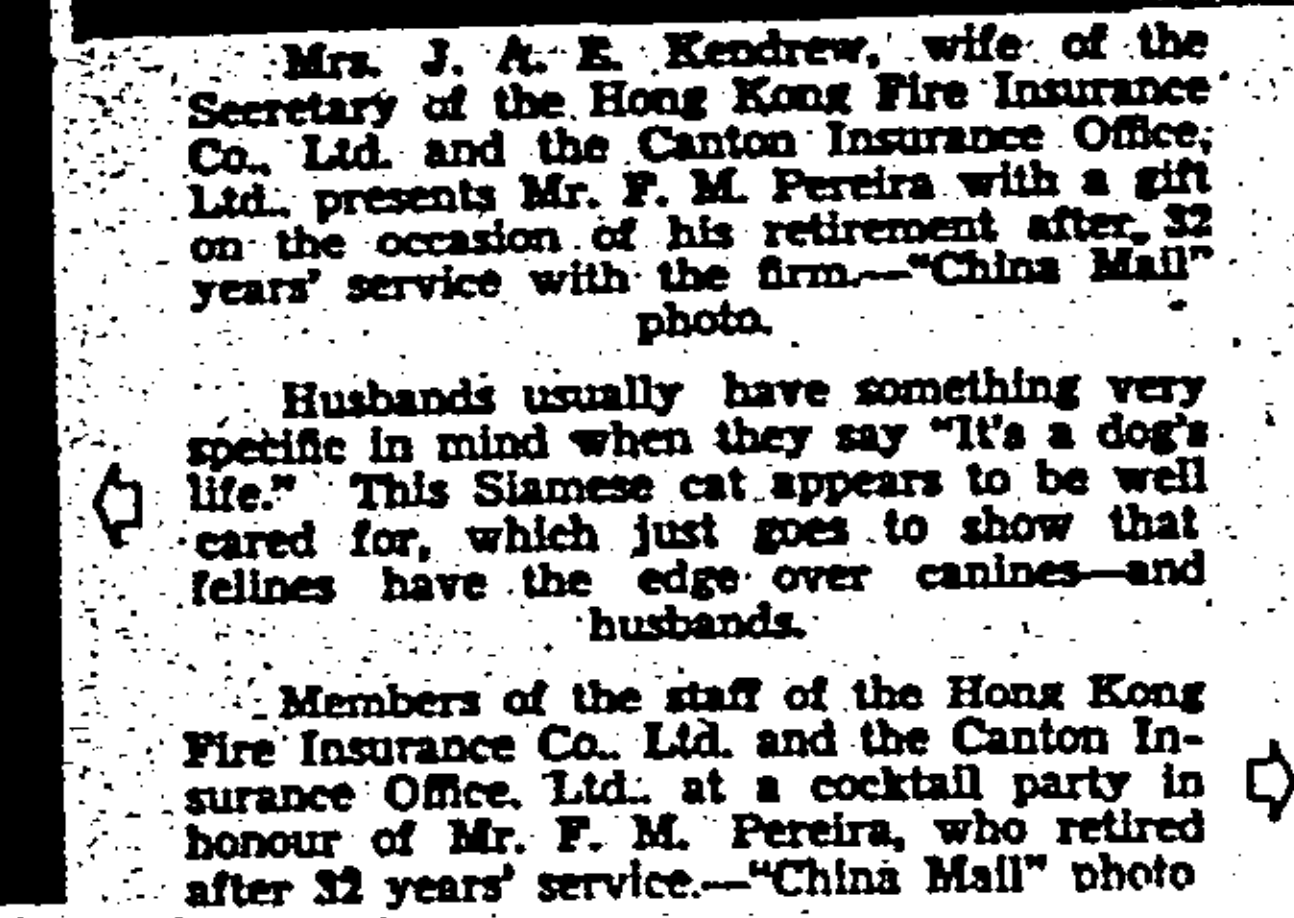 Mrs. J. A. E. Kendrew, wife of the
Secretary of the Hong Kong Fire Insurance
Co., Ltd. and the Canton Insurance Office,
Ltd., presents Mr. F. M. Pereira with a gift
on the occasion of his retirement after 32
years' service with the firm.—"China Mail"
photo.
Husbands usually have something very
specific in mind when they say "It's a dog's
life." This Siamese cat appears to be well
cared for, which just goes to show that
felines have the edge over canines—and
husbands.
Members of the staff of the Hong Kong
Fire Insurance Co., Ltd. and the Canton In-
surance Office, Ltd., at a cocktail party in
honour of Mr. F. M. Pereira, who retired
after 32 years' service.—"China Mail" photo